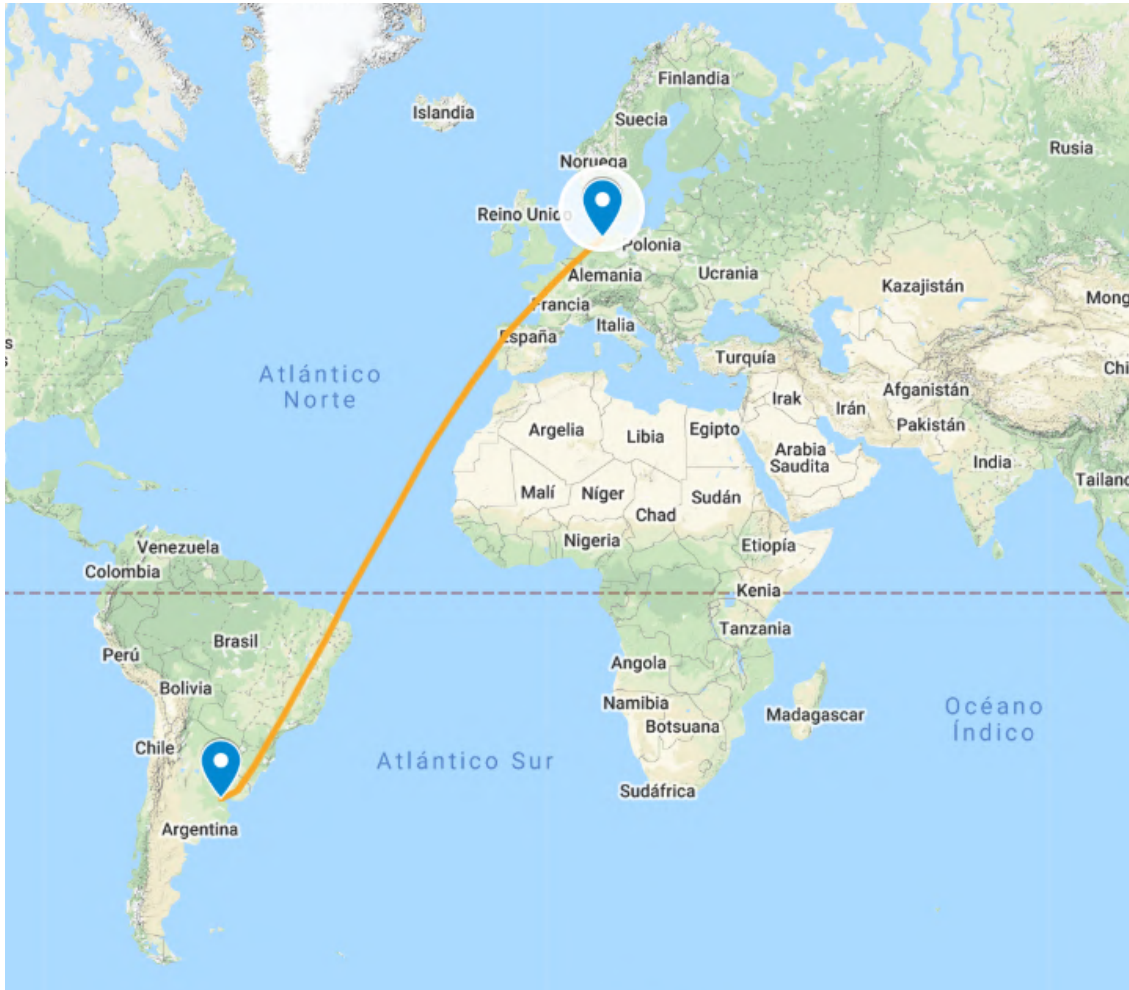 Finlandia
Islandia
Suecia
Rusia
Noruega
Reino Unido
Polonia
Alemania
Ucrania
Kazajistán
Mong
Francia
Italia
España
Turquía
s
s
Chi
Atlántico
Norte
Afganistán
Irak
Irán
Pakistán
Argelia
Libia
Egipto
Arabia
Saudita
India
Tailand
Malí
Níger
Sudán
Chad
Venezuela
Nigeria
Etiopía
Colombia
Kenia
Tanzania
Brasil
Perú
Angola
Bolivia
Namibia
Botsuana
Madagascar
Océano
Índico
Chile
Atlántico Sur
Sudáfrica
Argentina